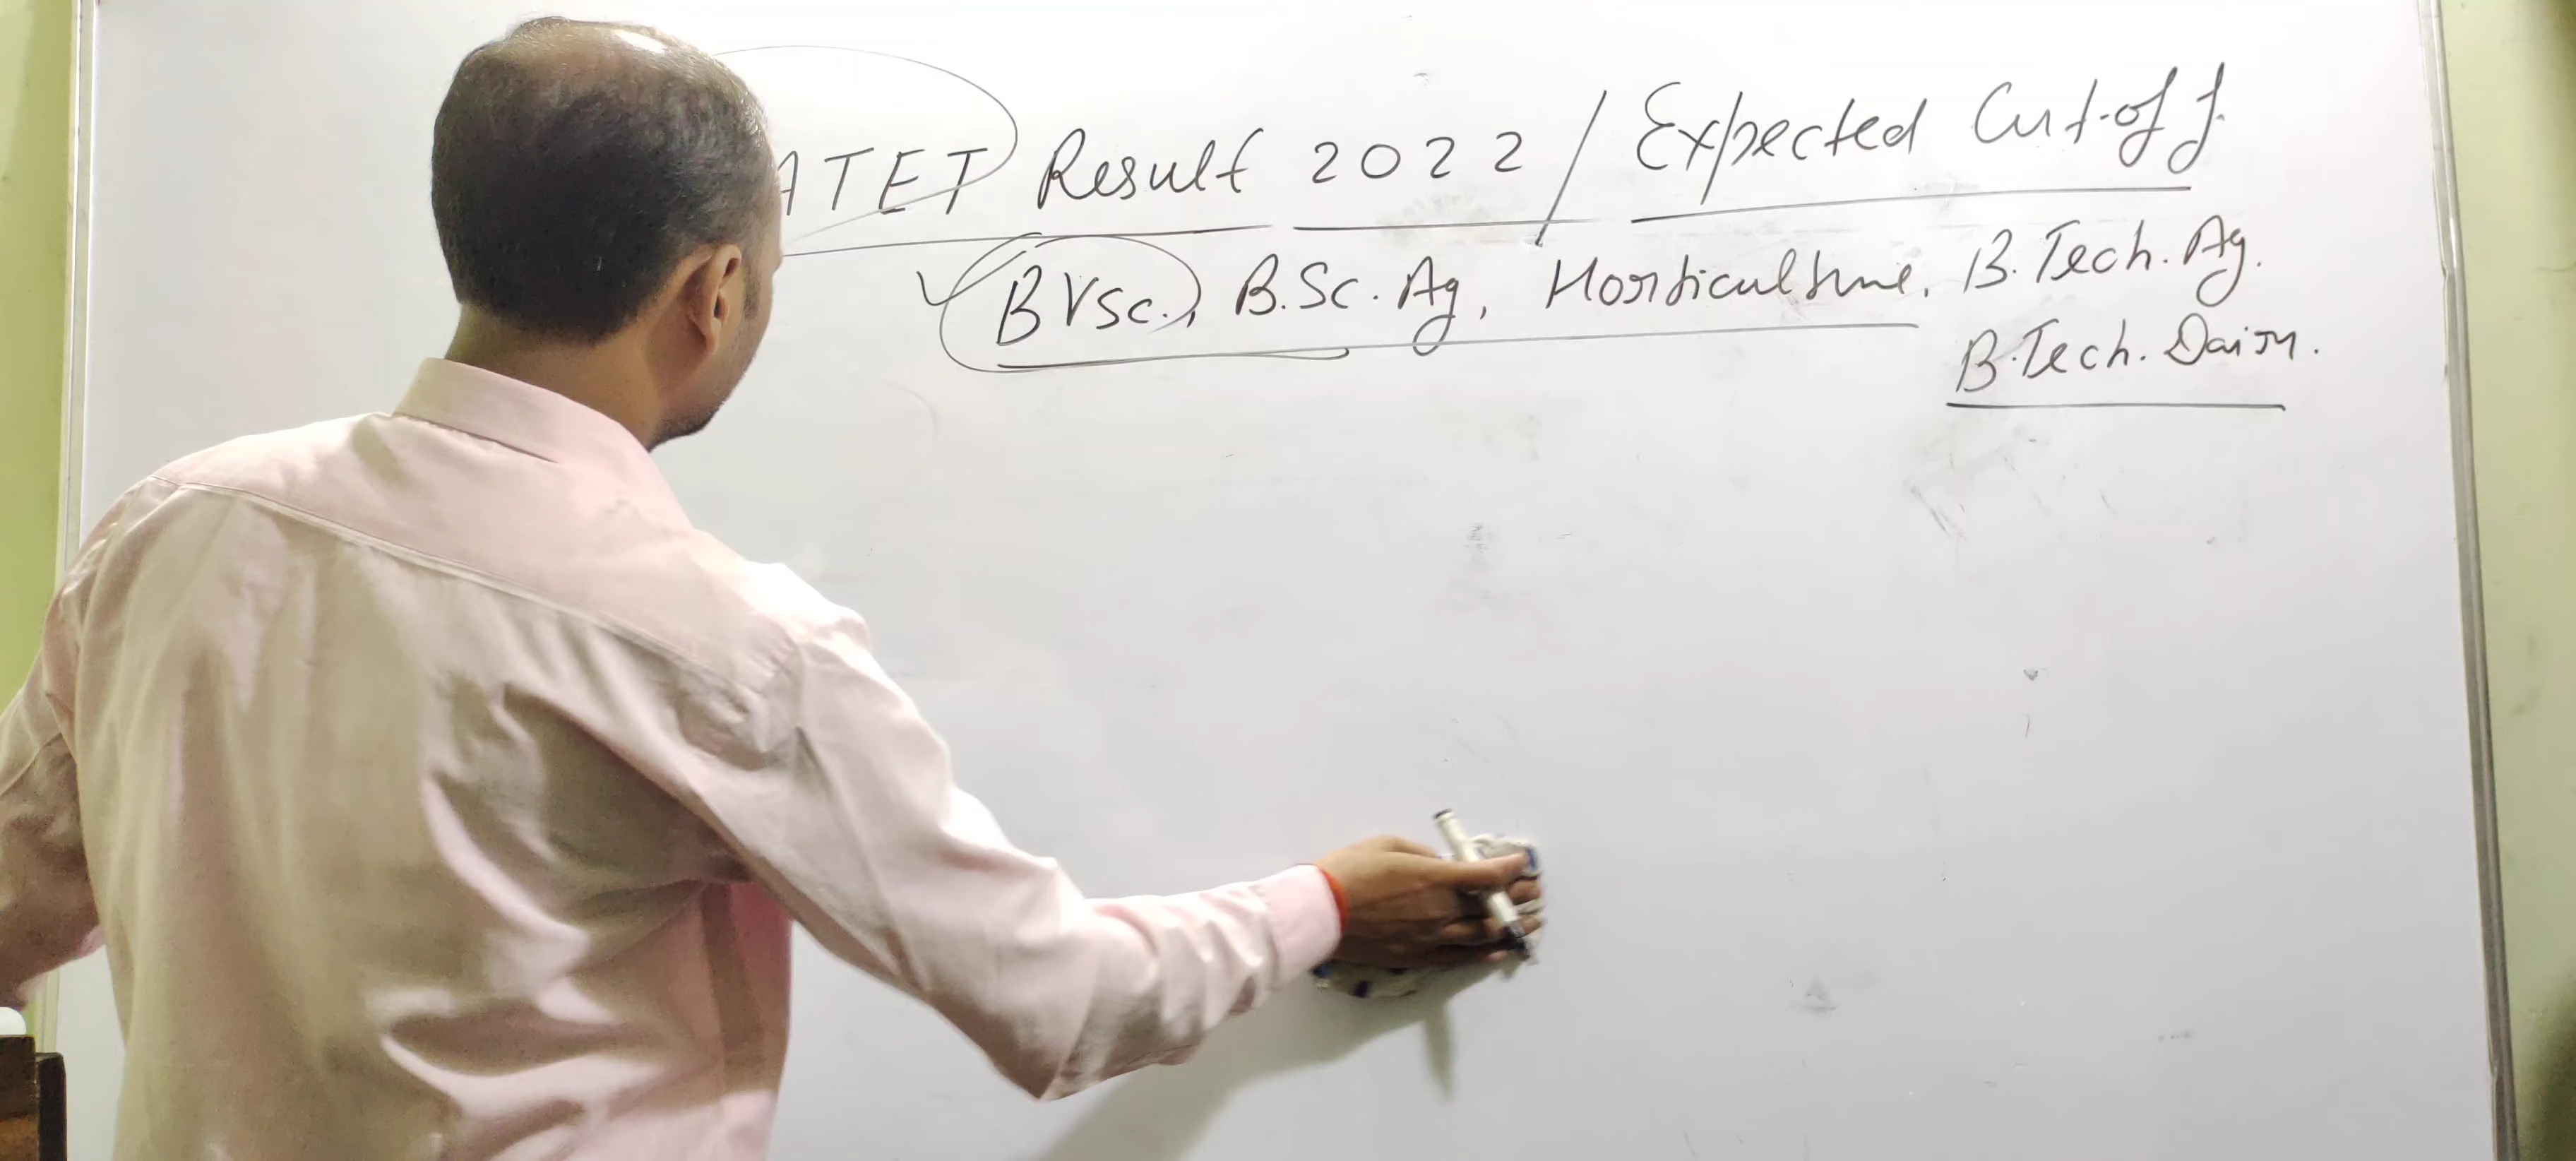 ATET Result 2022 / Expected Cut-off.
BVSc., B.Sc. Ag, Horticulture, B.Tech. Ag.
B.Tech. Dairy.